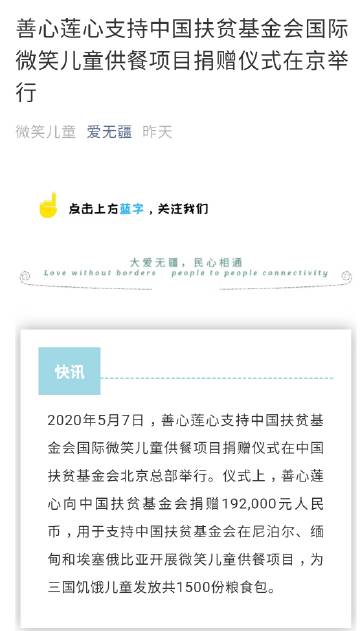 善心莲心支持中国扶贫基金会国际
微笑儿童供餐项目捐赠仪式在京举
行
微笑儿童 爱无疆 昨天
点击上方蓝字，关注我们
大爱无疆，民心相通
Love without borders people to people connectivity
快讯
2020年5月7日，善心莲心支持中国扶贫基
金会国际微笑儿童供餐项目捐赠仪式在中国
扶贫基金会北京总部举行。仪式上，善心莲
心向中国扶贫基金会捐赠192,000元人民
币，用于支持中国扶贫基金会在尼泊尔、缅
甸和埃塞俄比亚开展微笑儿童供餐项目，为
三国饥饿儿童发放共1500份粮食包。